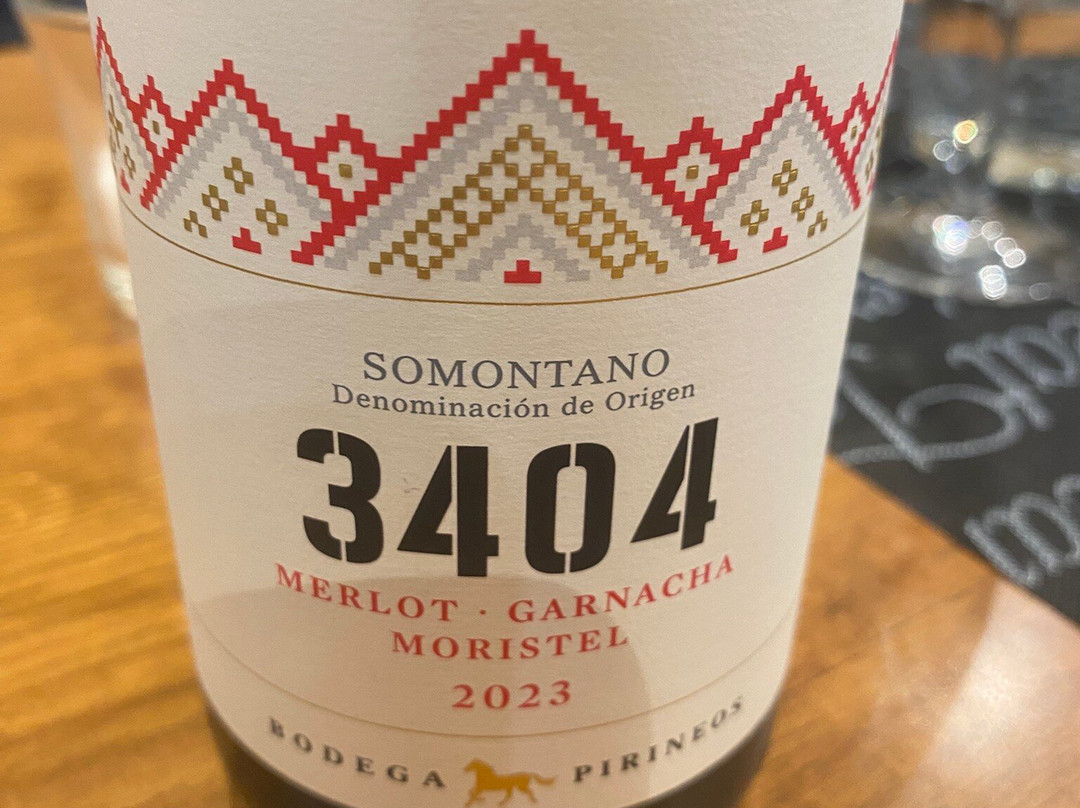 SOMONTANO
Denominación de Origen
3404
MERLOT · GARNACHA
MORISTEL
2023
BODEGA PIRINEOS